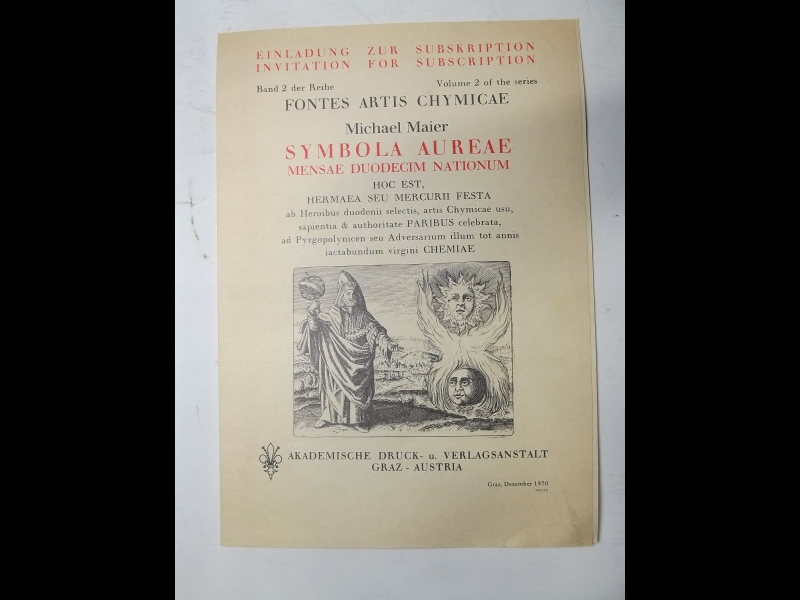 EINLADUNG ZUR SUBSKRIPTION
INVITATION FOR SUBSCRIPTION
Band 2 der Reihe
Volume 2 of the series
FONTES ARTIS CHYMICAE
Michael Maier
SYMBOLA AUREAE
MENSAE DUODECIM NATIONUM
HOC EST,
HERMAEA SEU MERCURII FESTA
ab Heroibus duodenii selectis, artis Chymicae usu,
sapientia & authoritate PARIBUS celebrata,
ad Pyrgopolynicen seu Adversarium illum tot annis
iactabundum virgini CHEMIAE
AKADEMISCHE DRUCK- u. VERLAGSANSTALT
GRAZ - AUSTRIA
Graz, Dezember 1970